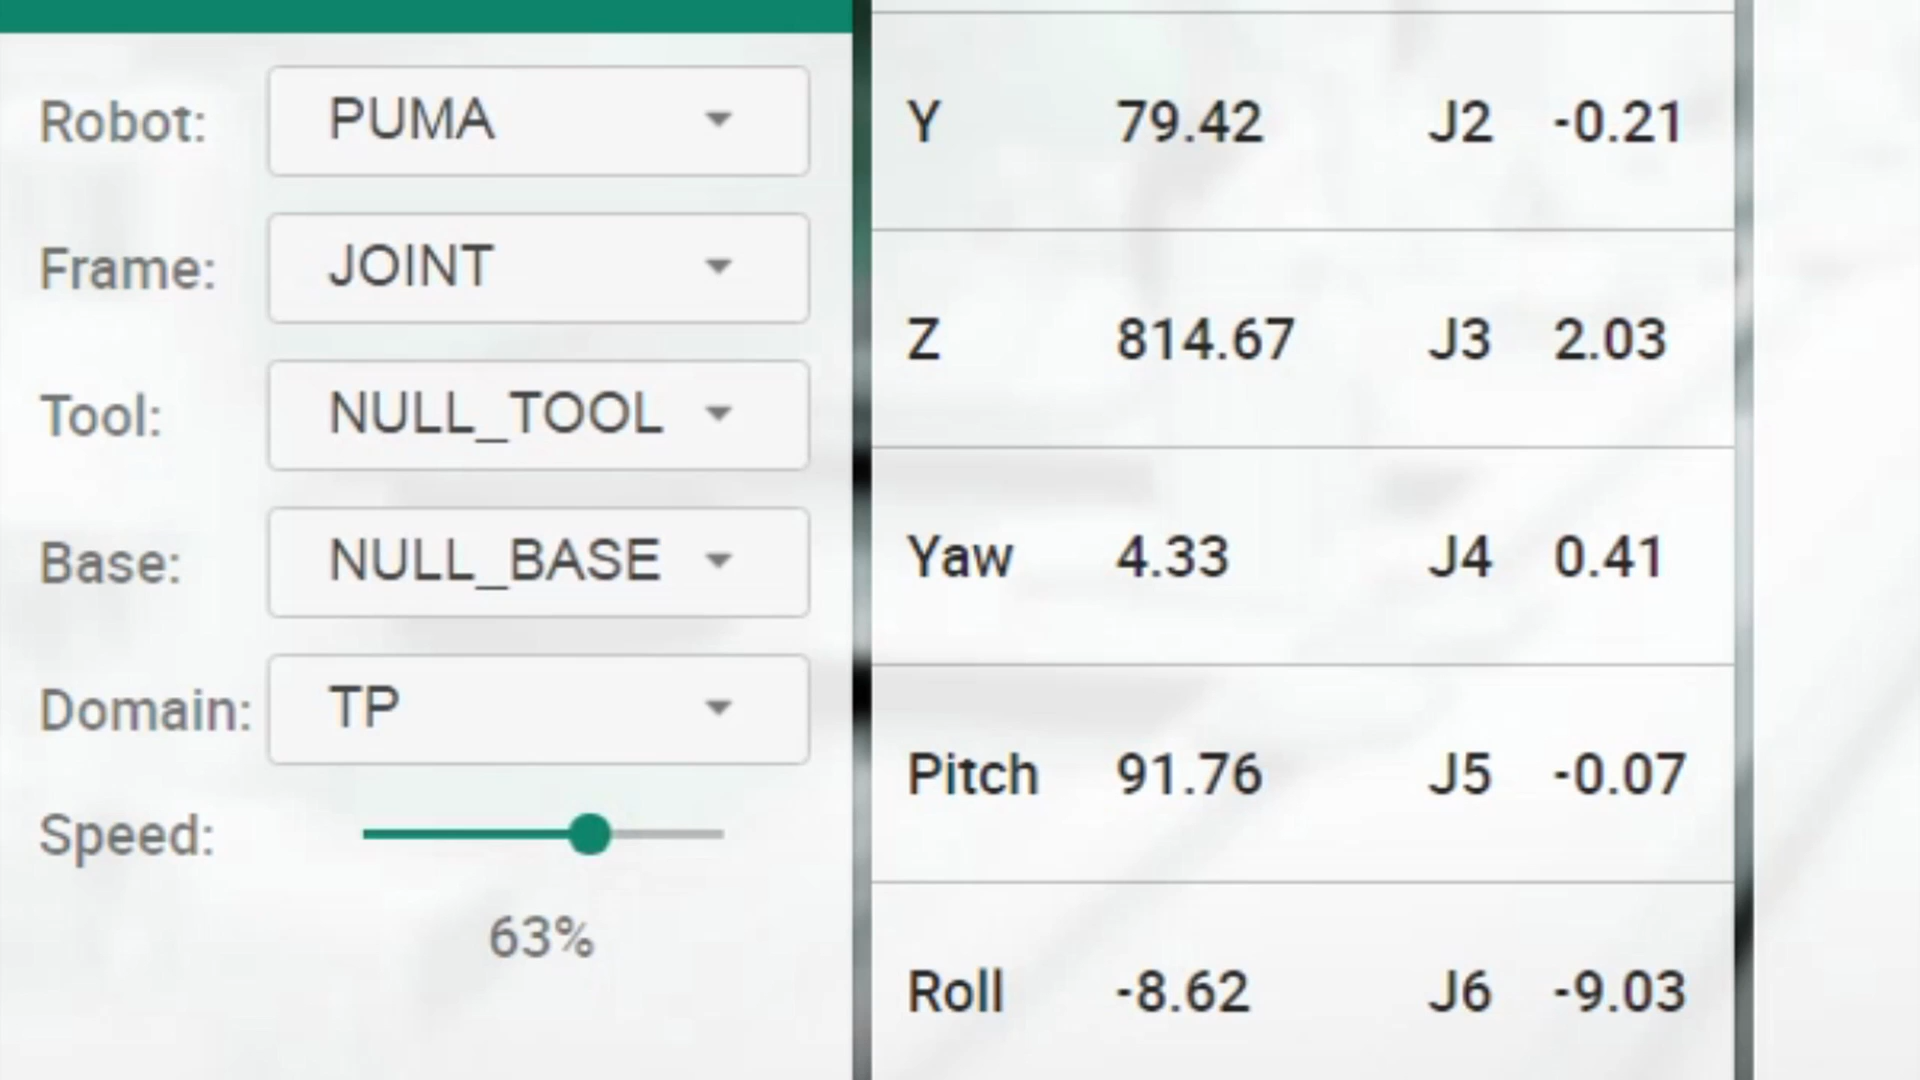 Robot: PUMA
Frame: JOINT
Tool: NULL_TOOL
Base: NULL_BASE
Domain: TP
Speed:
63%
Y 79.42 J2 -0.21
Z 814.67 J3 2.03
Yaw 4.33 J4 0.41
Pitch 91.76 J5 -0.07
Roll -8.62 J6 -9.03